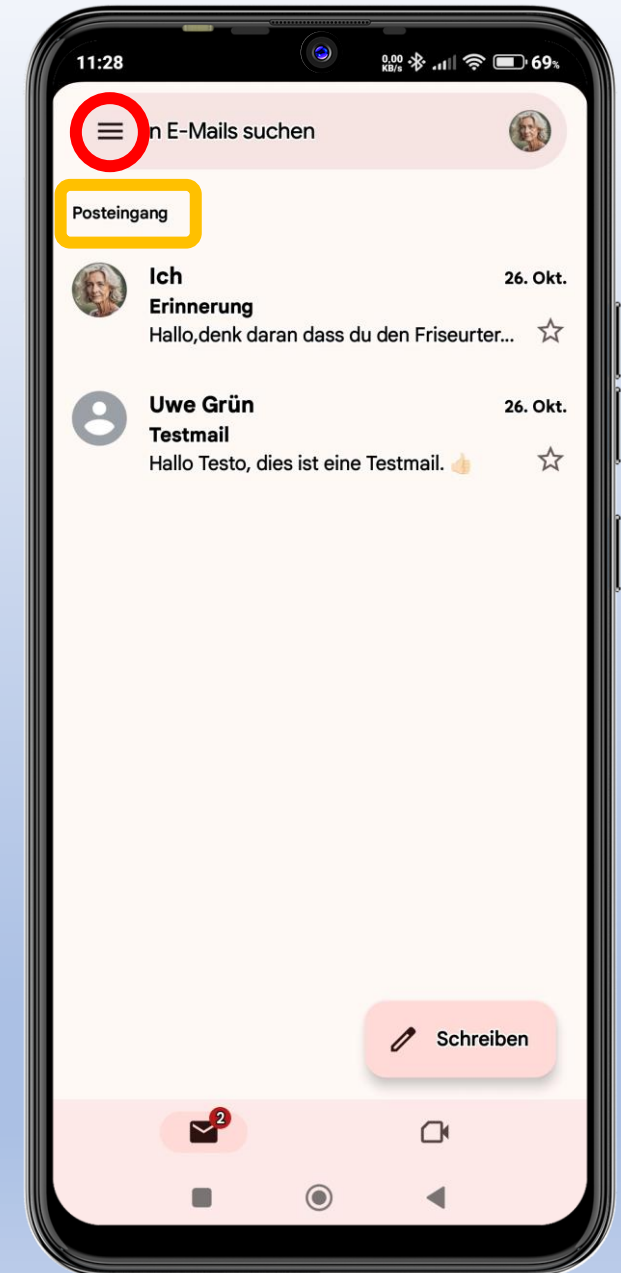 11:28 0,00 KB/s 69%
n E-Mails suchen
Posteingang
Ich 26. Okt.
Erinnerung
Hallo,denk daran dass du den Friseurter...
Uwe Grün 26. Okt.
Testmail
Hallo Testo, dies ist eine Testmail. 👍🏻
Schreiben
2